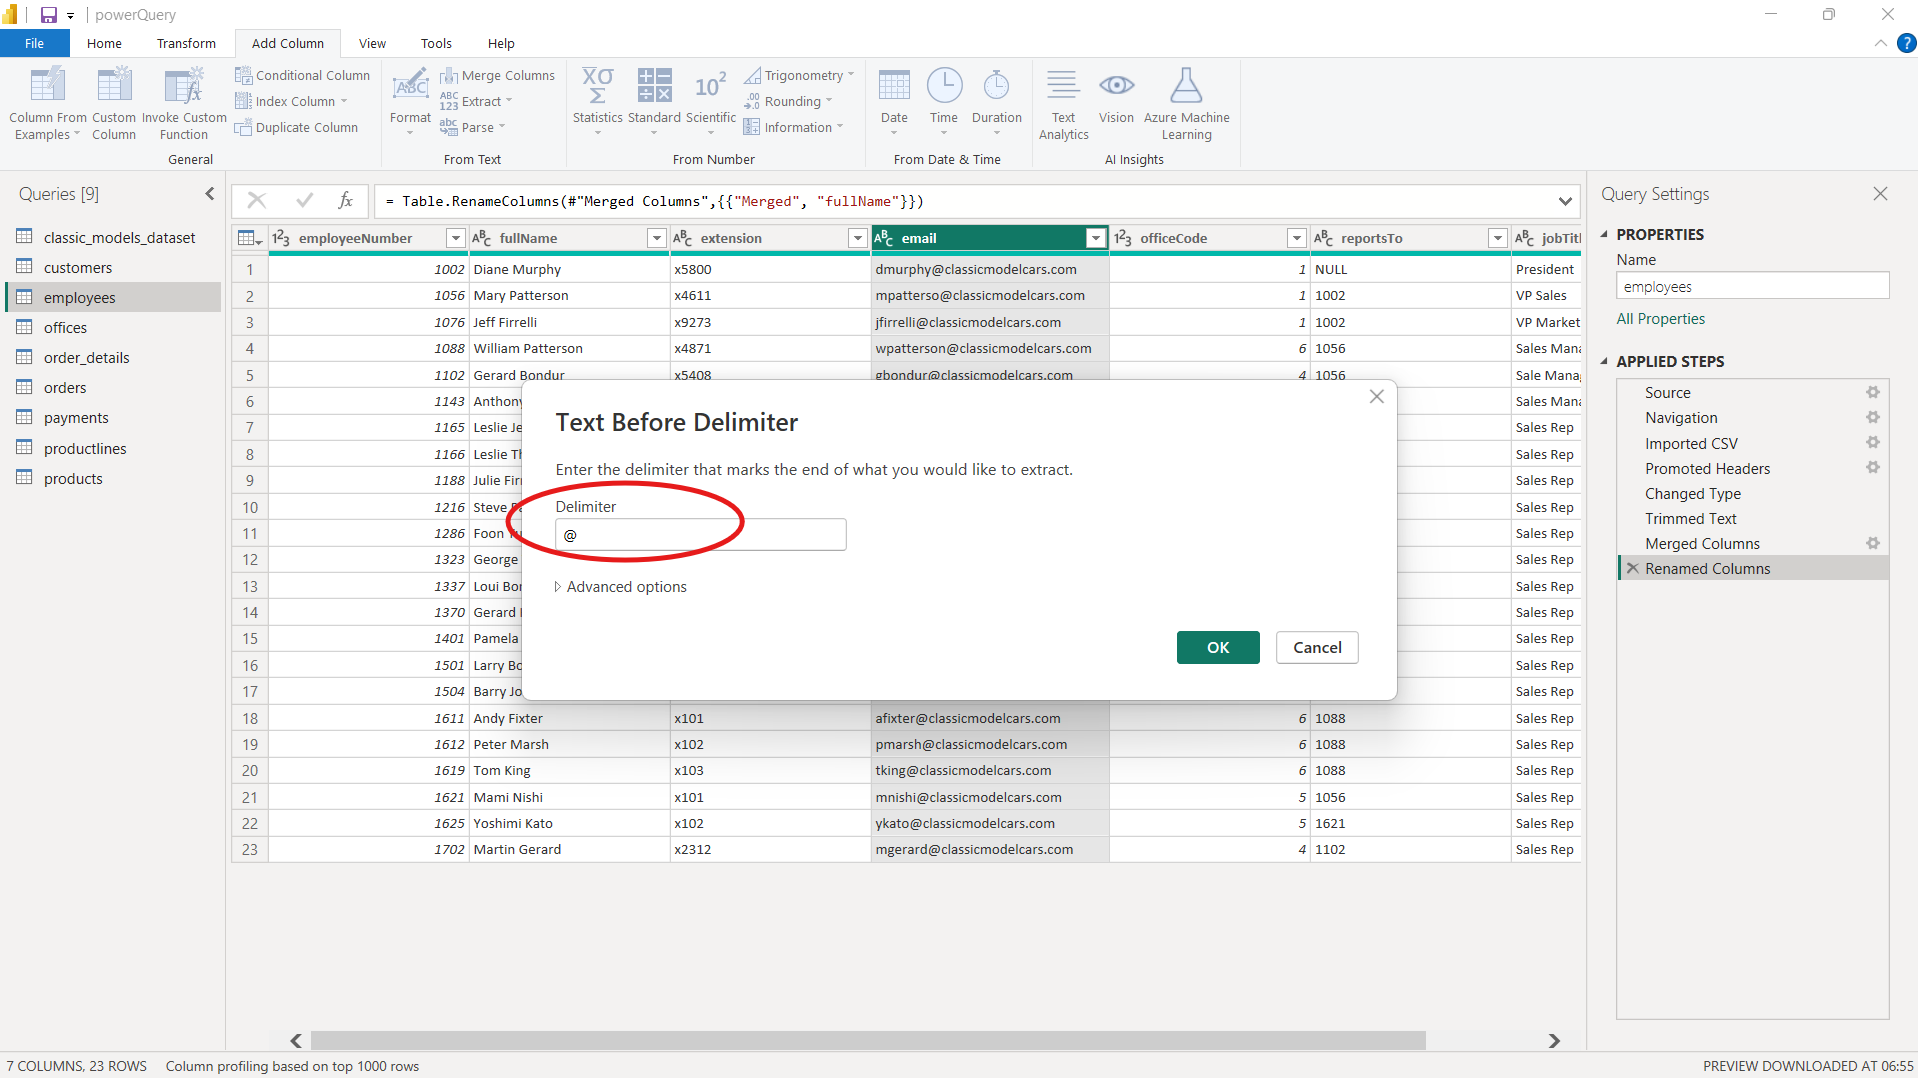 powerQuery
File Home Transform Add Column View Tools Help
Column From Examples
Custom Column
Invoke Custom Function
Conditional Column
Index Column
Duplicate Column
General
Format
Merge Columns
Extract
Parse
From Text
Statistics
Standard
Scientific
Trigonometry
Rounding
Information
From Number
Date
Time
Duration
From Date & Time
Text Analytics
Vision
Azure Machine Learning
AI Insights
Queries [9]
classic_models_dataset
customers
employees
offices
order_details
orders
payments
productlines
products
= Table.RenameColumns(#"Merged Columns",{{"Merged", "fullName"}})
employeeNumber fullName extension email officeCode reportsTo
1 1002 Diane Murphy x5800 dmurphy@classicmodelcars.com 1 NULL President
2 1056 Mary Patterson x4611 mpatterso@classicmodelcars.com 1 1002 VP Sales
3 1076 Jeff Firrelli x9273 jfirrelli@classicmodelcars.com 1 1002 VP Market
4 1088 William Patterson x4871 wpatterson@classicmodelcars.com 6 1056 Sales Mana
5 1102 Gerard Bondur x5408 gbondur@classicmodelcars.com 4 1056 Sale Manag
6 1143 Anthony Sales Mana
7 1165 Leslie Je Sales Rep
8 1166 Leslie Th Sales Rep
9 1188 Julie Firr Sales Rep
10 1216 Steve Sales Rep
11 1286 Foon Sales Rep
12 1323 George Sales Rep
13 1337 Loui Bon Sales Rep
14 1370 Gerard Sales Rep
15 1401 Pamela Sales Rep
16 1501 Larry Bo Sales Rep
17 1504 Barry Jo Sales Rep
18 1611 Andy Fixter x101 afixter@classicmodelcars.com 6 1088 Sales Rep
19 1612 Peter Marsh x102 pmarsh@classicmodelcars.com 6 1088 Sales Rep
20 1619 Tom King x103 tking@classicmodelcars.com 6 1088 Sales Rep
21 1621 Mami Nishi x101 mnishi@classicmodelcars.com 5 1056 Sales Rep
22 1625 Yoshimi Kato x102 ykato@classicmodelcars.com 5 1621 Sales Rep
23 1702 Martin Gerard x2312 mgerard@classicmodelcars.com 4 1102 Sales Rep
Text Before Delimiter
Enter the delimiter that marks the end of what you would like to extract.
Delimiter
@
Advanced options
OK Cancel
Query Settings
PROPERTIES
Name
employees
All Properties
APPLIED STEPS
Source
Navigation
Imported CSV
Promoted Headers
Changed Type
Trimmed Text
Merged Columns
Renamed Columns
7 COLUMNS, 23 ROWS Column profiling based on top 1000 rows PREVIEW DOWNLOADED AT 06:55